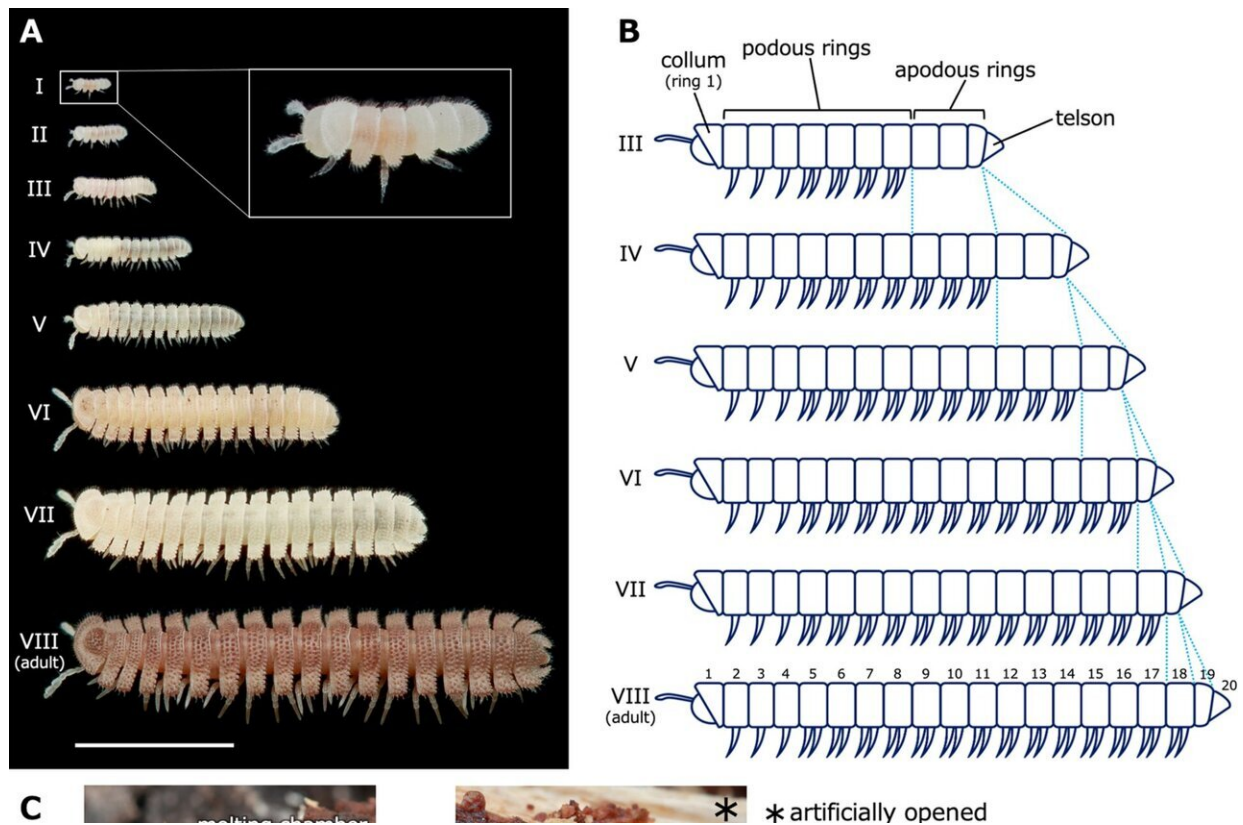 A
I
II
III
IV
V
VI
VII
VIII
(adult)
B
collum
(ring 1)
podous rings
apodous rings
telson
III
IV
V
VI
VII
1 2 3 4 5 6 7 8 9 10 11 12 13 14 15 16 17 18 19 20
VIII
(adult)
C
molting chamber
* * artificially opened